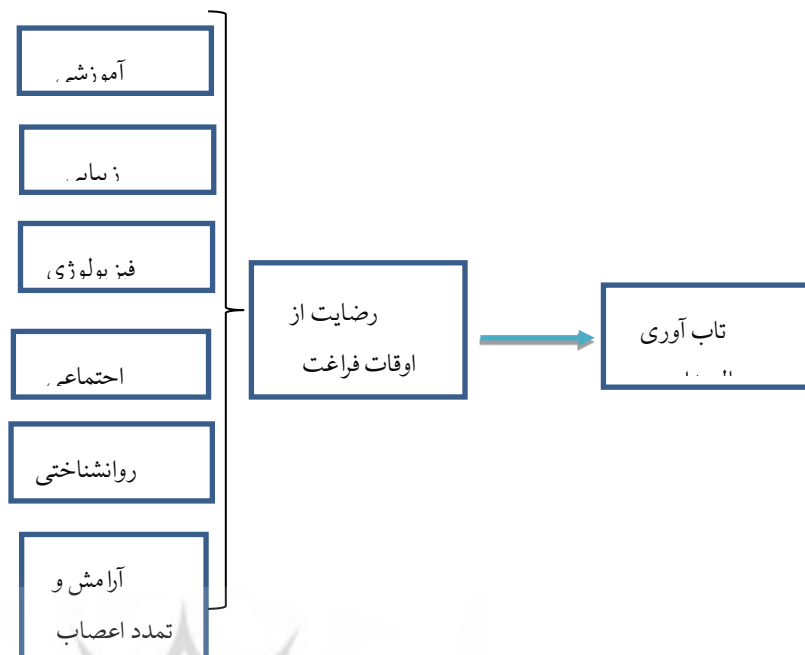 آموزشی
زیبایی
فیزیولوژی
اجتماعی
روانشناختی
آرامش و
تمدد اعصاب
رضایت از
اوقات فراغت
تاب آوری